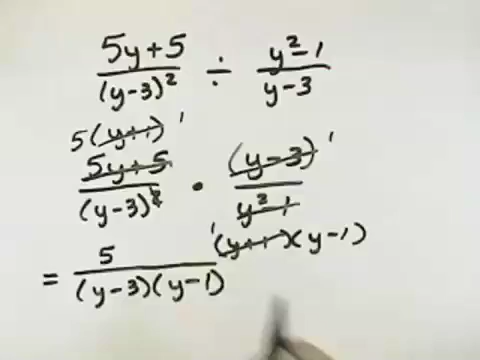 5y+5 / (y-3)² ÷ y²-1 / y-3
5(y+1) 1
5y+5 / (y-3)² · (y-3) 1 / y²-1
1 (y+1)(y-1)
= 5 / (y-3)(y-1)